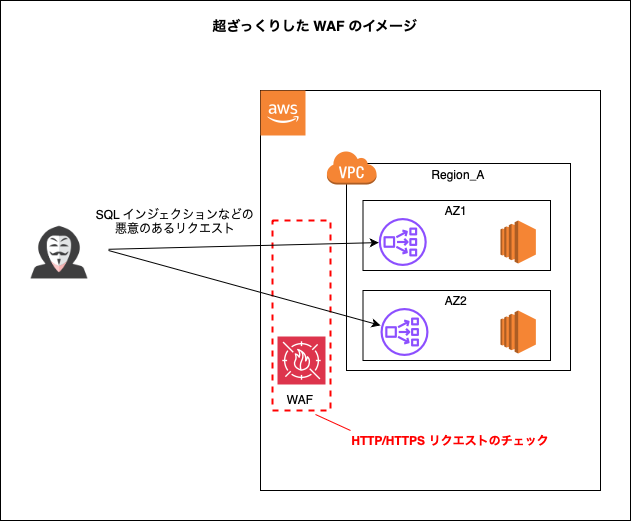 超ざっくりした WAF のイメージ
aws
VPC
Region_A
AZ1
SQL インジェクションなどの
悪意のあるリクエスト
AZ2
WAF
HTTP/HTTPS リクエストのチェック